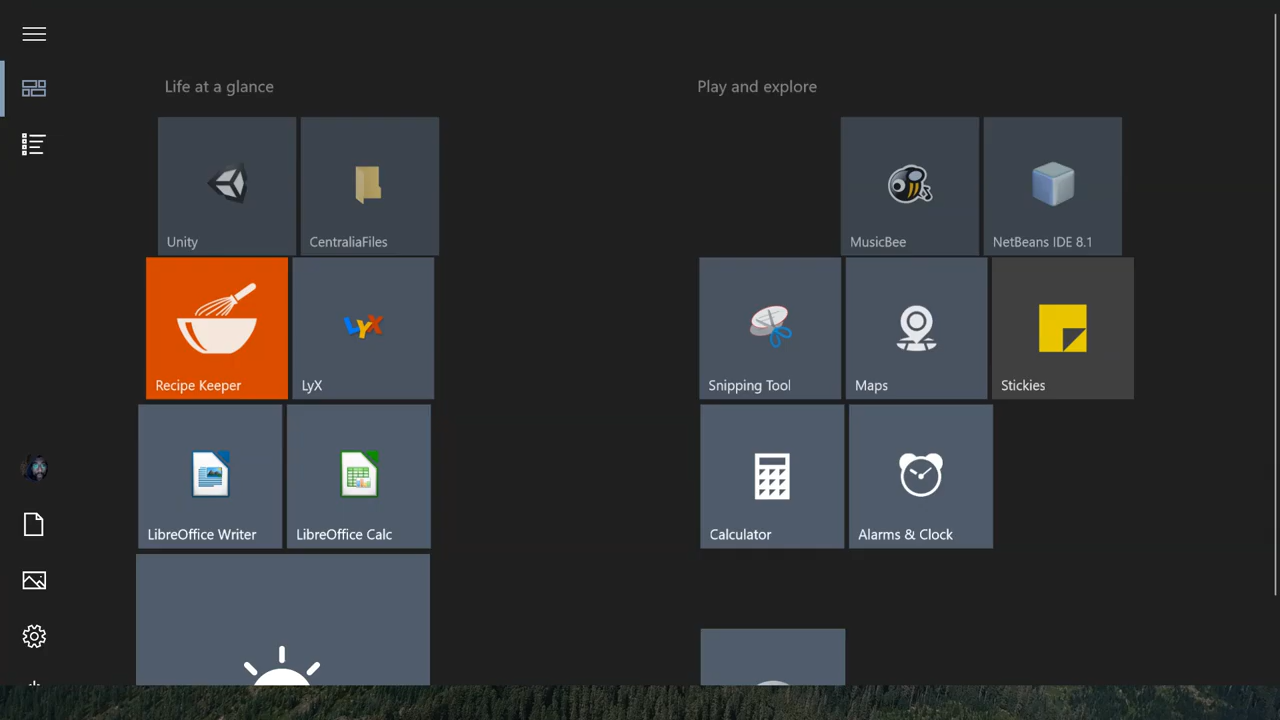 Life at a glance
Play and explore
Unity
CentraliaFiles
MusicBee
NetBeans IDE 8.1
Recipe Keeper
LyX
LyX
Snipping Tool
Maps
Stickies
LibreOffice Writer
LibreOffice Calc
Calculator
Alarms & Clock